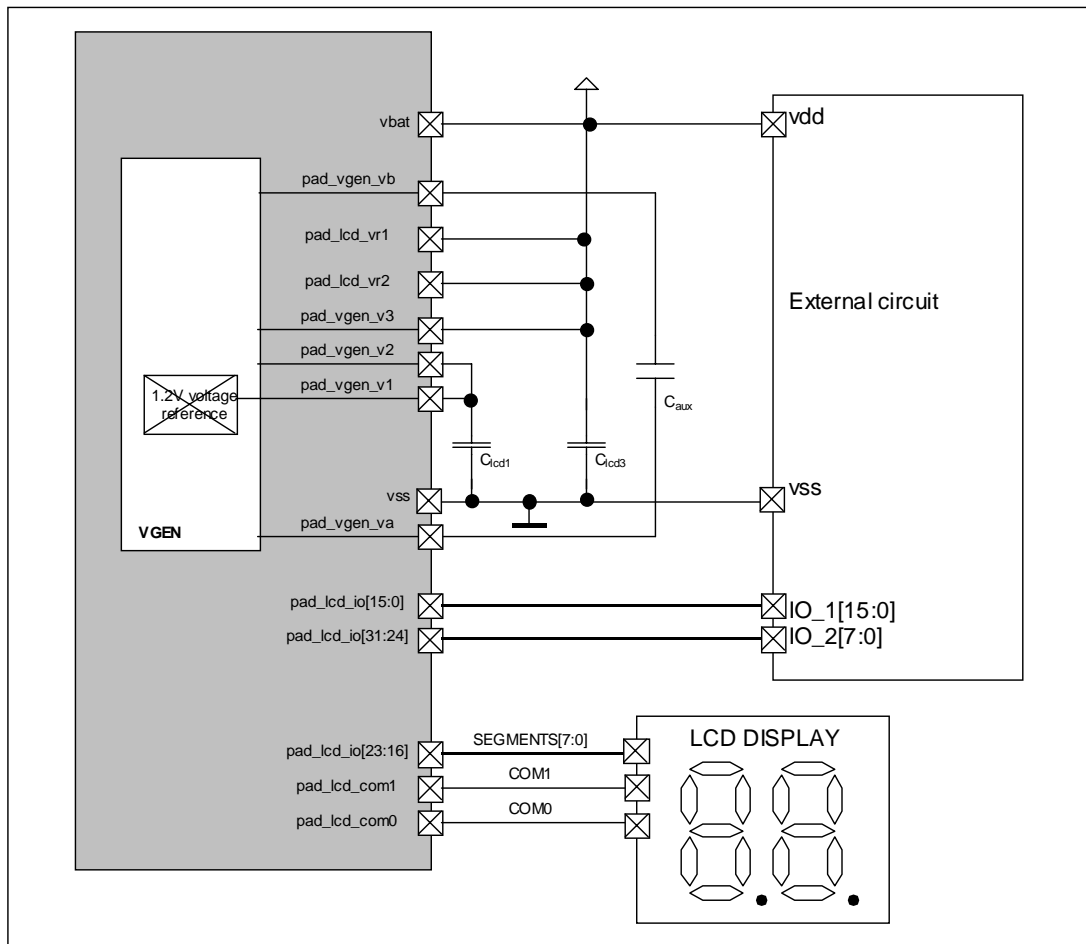 vbat
vdd
pad_vgen_vb
pad_lcd_vr1
pad_lcd_vr2
External circuit
pad_vgen_v3
pad_vgen_v2
pad_vgen_v1
1.2V voltage
reference
Caux
Clcd1
Clcd3
vss
vss
pad_vgen_va
VGEN
pad_lcd_io[15:0]
IO_1[15:0]
pad_lcd_io[31:24]
IO_2[7:0]
pad_lcd_io[23:16]
SEGMENTS[7:0]
LCD DISPLAY
pad_lcd_com1
COM1
pad_lcd_com0
COM0